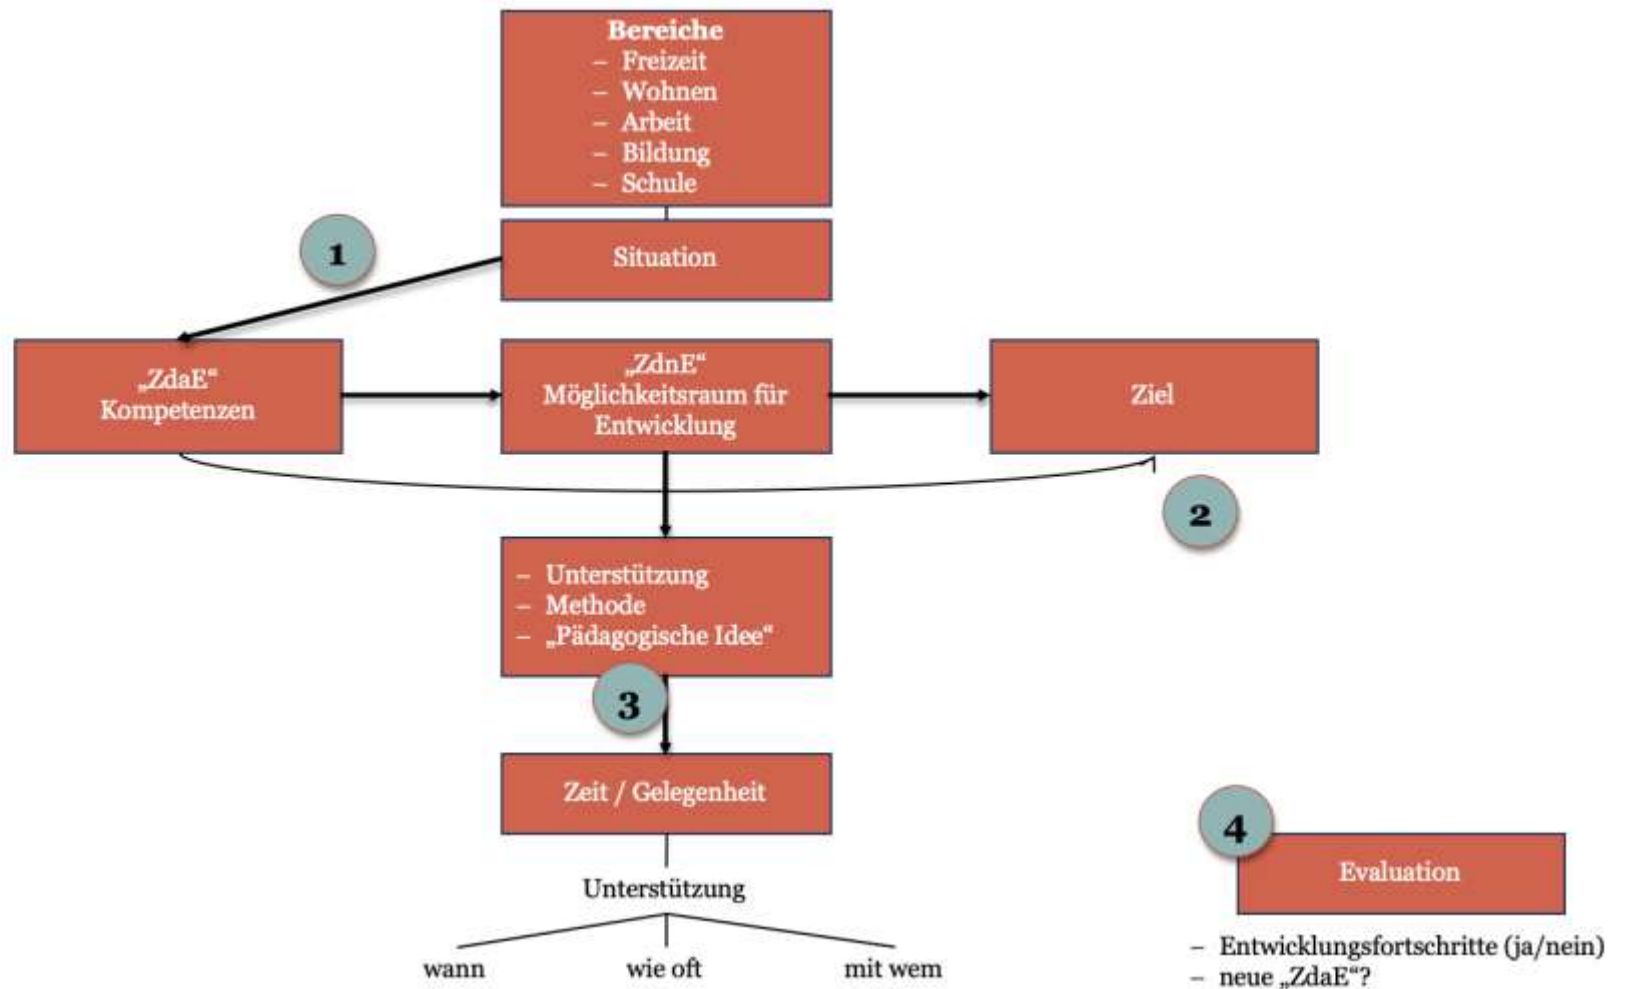 Bereiche
– Freizeit
– Wohnen
– Arbeit
– Bildung
– Schule
1
Situation
„ZdaE“
Kompetenzen
„ZdnE“
Möglichkeitsraum für
Entwicklung
Ziel
2
– Unterstützung
– Methode
– „Pädagogische Idee“
3
Zeit / Gelegenheit
Unterstützung
wann
wie oft
mit wem
4
Evaluation
– Entwicklungsfortschritte (ja/nein)
– neue „ZdaE“?